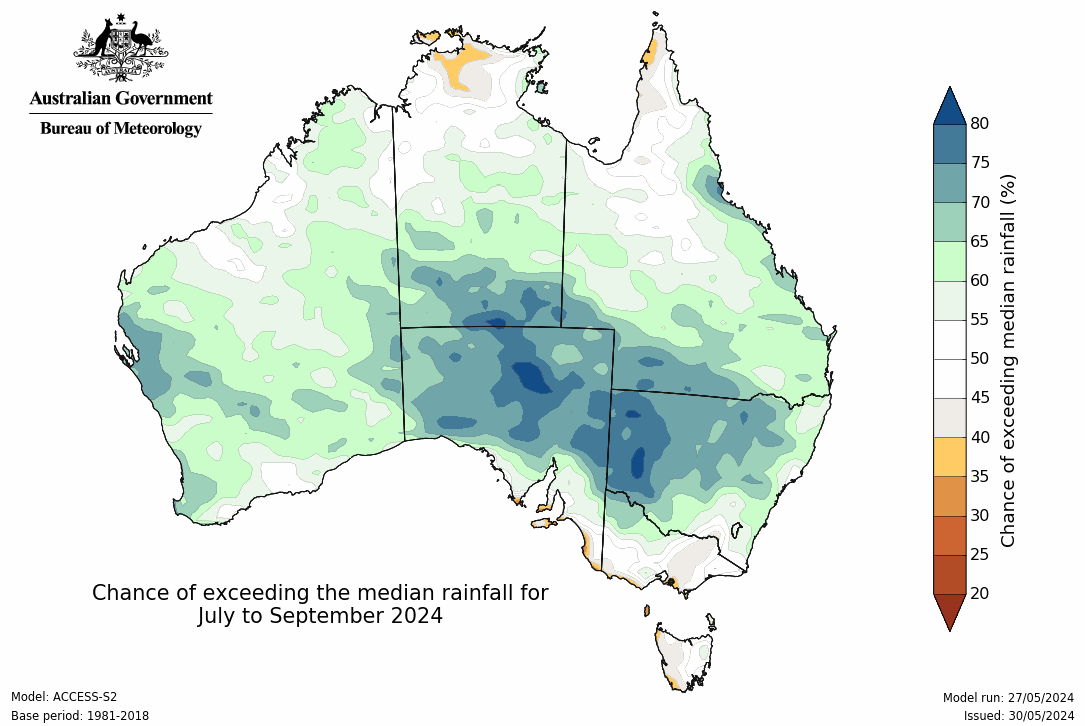 Australian Government
Bureau of Meteorology
80
75
70
65
60
55
50
45
40
35
30
25
20
Chance of exceeding median rainfall (%)
Chance of exceeding the median rainfall for
July to September 2024
Model: ACCESS-S2
Base period: 1981-2018
Model run: 27/05/2024
Issued: 30/05/2024